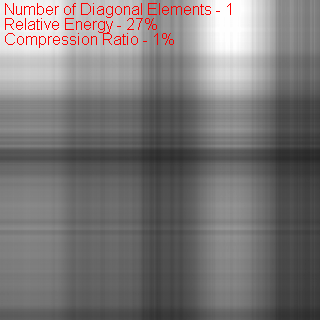 Number of Diagonal Elements - 1
Relative Energy - 27%
Compression Ratio - 1%